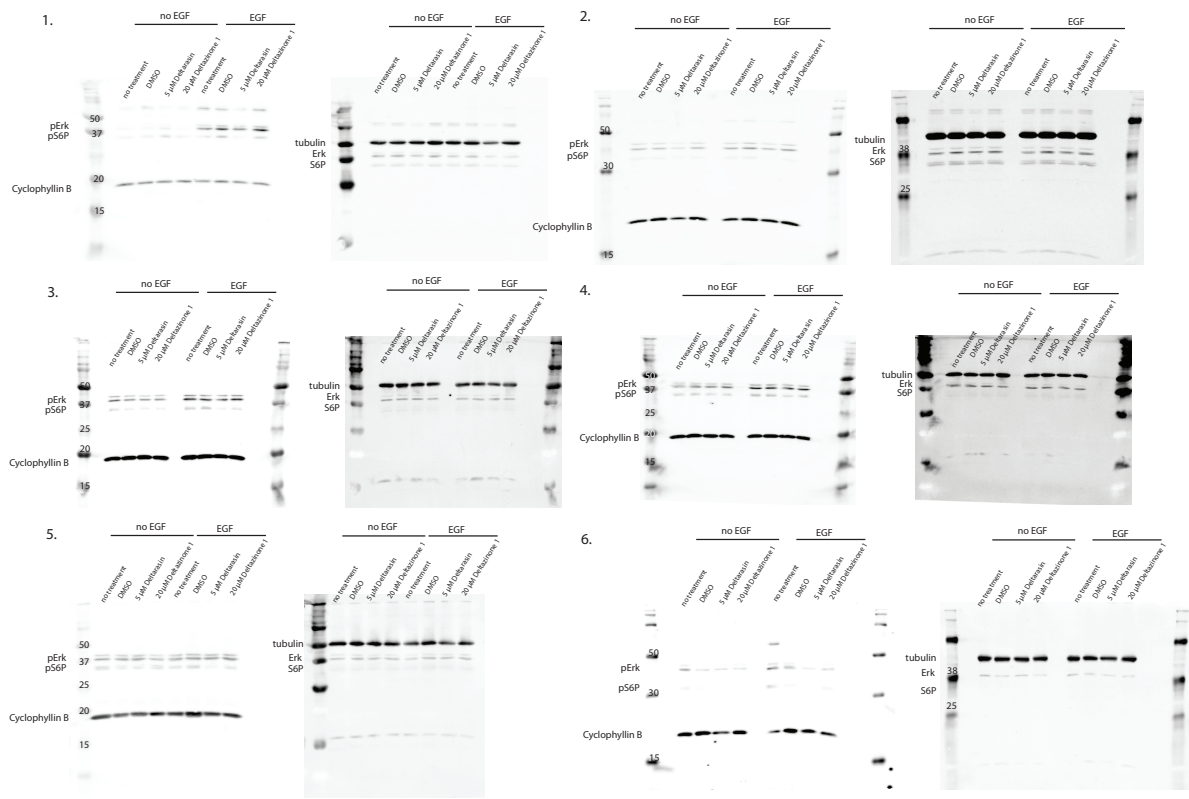 1.
no EGF
EGF
no treatment
DMSO
5 µM Deltarasin
20 µM Deltazinone 1
no treatment
DMSO
5 µM Deltarasin
20 µM Deltazinone 1
50
pErk
37
pS6P
20
Cyclophyllin B
15
no EGF
EGF
no treatment
DMSO
5 µM Deltarasin
20 µM Deltazinone 1
no treatment
DMSO
5 µM Deltarasin
20 µM Deltazinone 1
tubulin
Erk
S6P
2.
no EGF
EGF
no treatment
DMSO
5 µM Deltarasin
20 µM Deltazinone 1
no treatment
DMSO
5 µM Deltarasin
20 µM Deltazinone 1
50
pErk
pS6P
30
Cyclophyllin B
15
no EGF
EGF
no treatment
DMSO
5 µM Deltarasin
20 µM Deltazinone 1
no treatment
DMSO
5 µM Deltarasin
20 µM Deltazinone 1
tubulin
38
Erk
S6P
25
3.
no EGF
EGF
no treatment
DMSO
5 µM Deltarasin
20 µM Deltazinone 1
no treatment
DMSO
5 µM Deltarasin
20 µM Deltazinone 1
50
pErk
37
pS6P
25
20
Cyclophyllin B
15
no EGF
EGF
no treatment
DMSO
5 µM Deltarasin
20 µM Deltazinone 1
no treatment
DMSO
5 µM Deltarasin
20 µM Deltazinone 1
tubulin
Erk
S6P
4.
no EGF
EGF
no treatment
DMSO
5 µM Deltarasin
20 µM Deltazinone 1
no treatment
DMSO
5 µM Deltarasin
20 µM Deltazinone 1
50
pErk
37
pS6P
25
20
Cyclophyllin B
15
no EGF
EGF
no treatment
DMSO
5 µM Deltarasin
20 µM Deltazinone 1
no treatment
DMSO
5 µM Deltarasin
20 µM Deltazinone 1
tubulin
Erk
S6P
5.
no EGF
EGF
no treatment
DMSO
5 µM Deltarasin
20 µM Deltazinone 1
no treatment
DMSO
5 µM Deltarasin
20 µM Deltazinone 1
50
pErk
37
pS6P
25
20
Cyclophyllin B
15
no EGF
EGF
no treatment
DMSO
5 µM Deltarasin
20 µM Deltazinone 1
no treatment
DMSO
5 µM Deltarasin
20 µM Deltazinone 1
tubulin
Erk
S6P
6.
no EGF
EGF
no treatment
DMSO
5 µM Deltarasin
20 µM Deltazinone 1
no treatment
DMSO
5 µM Deltarasin
20 µM Deltazinone 1
50
pErk
pS6P
30
Cyclophyllin B
15
no EGF
EGF
no treatment
DMSO
5 µM Deltarasin
20 µM Deltazinone 1
no treatment
DMSO
5 µM Deltarasin
20 µM Deltazinone 1
tubulin
38
Erk
S6P
25